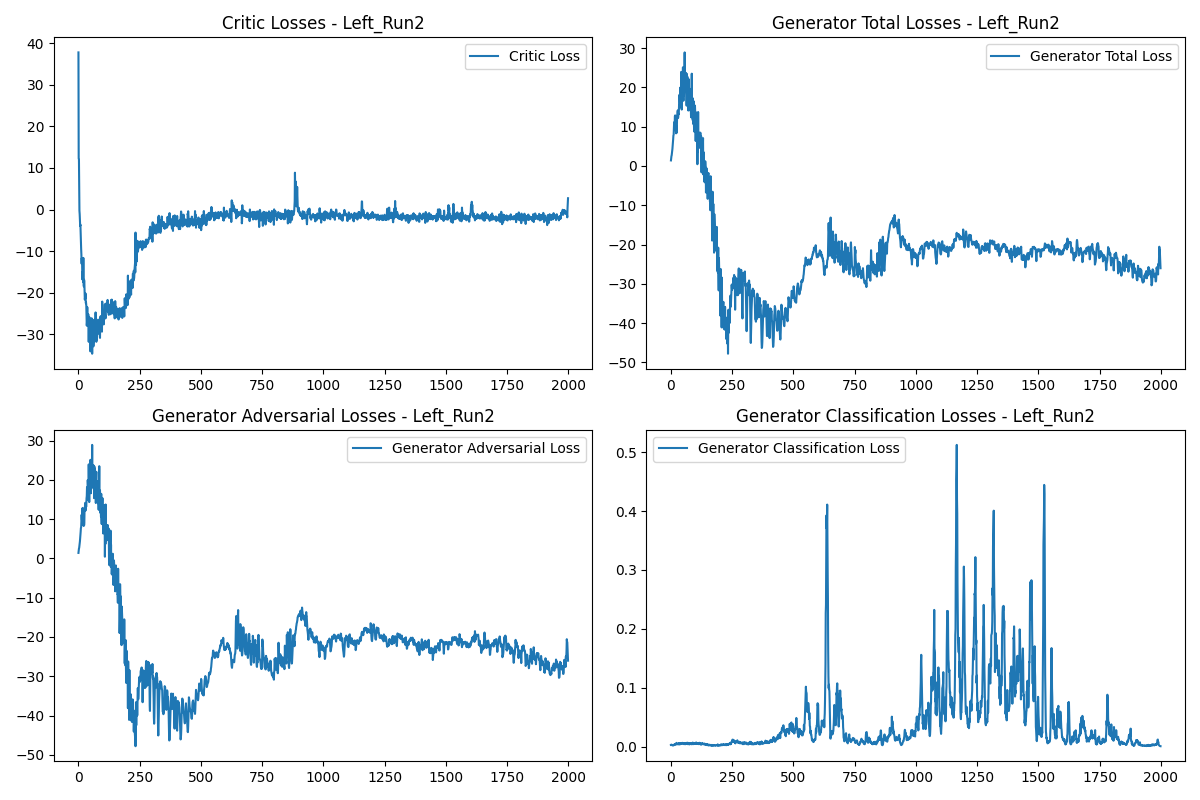 Critic Losses - Left_Run2
Critic Loss
40
30
20
10
0
−10
−20
−30
0 250 500 750 1000 1250 1500 1750 2000
Generator Total Losses - Left_Run2
Generator Total Loss
30
20
10
0
−10
−20
−30
−40
−50
0 250 500 750 1000 1250 1500 1750 2000
Generator Adversarial Losses - Left_Run2
Generator Adversarial Loss
30
20
10
0
−10
−20
−30
−40
−50
0 250 500 750 1000 1250 1500 1750 2000
Generator Classification Losses - Left_Run2
Generator Classification Loss
0.5
0.4
0.3
0.2
0.1
0.0
0 250 500 750 1000 1250 1500 1750 2000